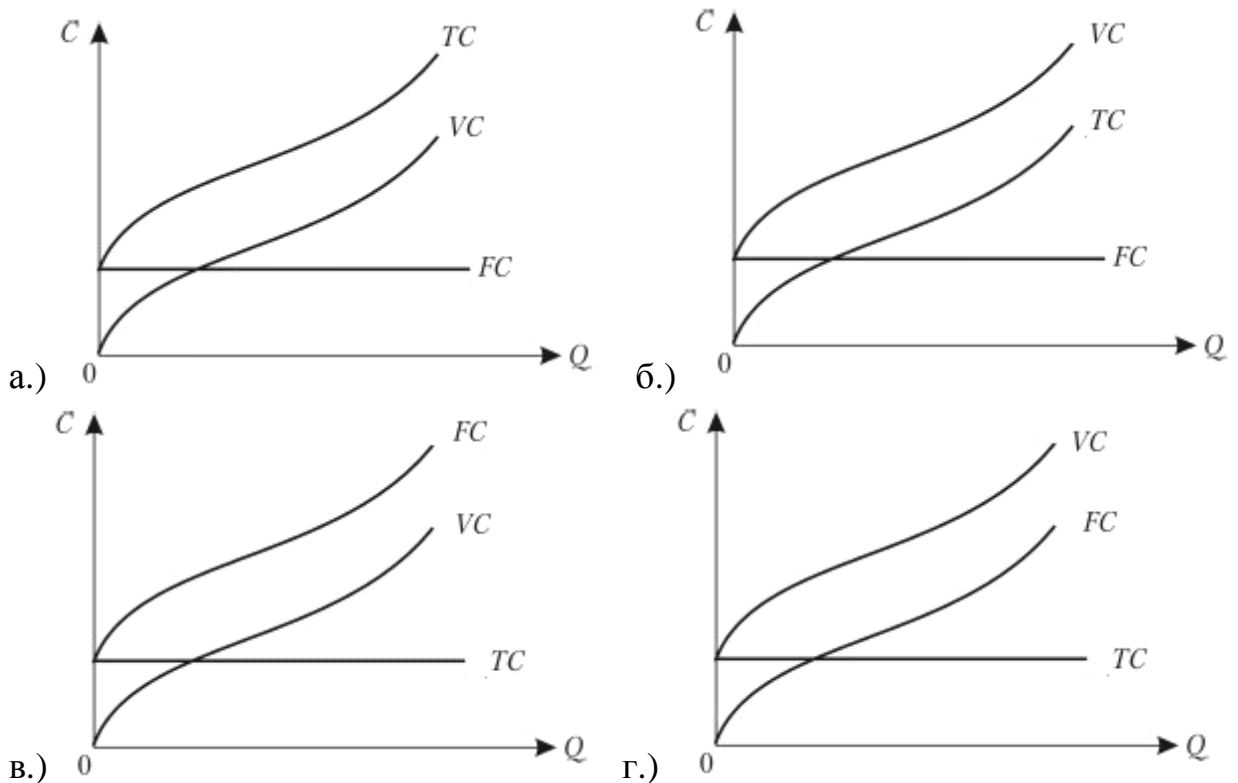 C TC VC FC 0 Q
а.)
C VC TC FC 0 Q
б.)
C FC VC TC 0 Q
в.)
C VC FC TC 0 Q
г.)